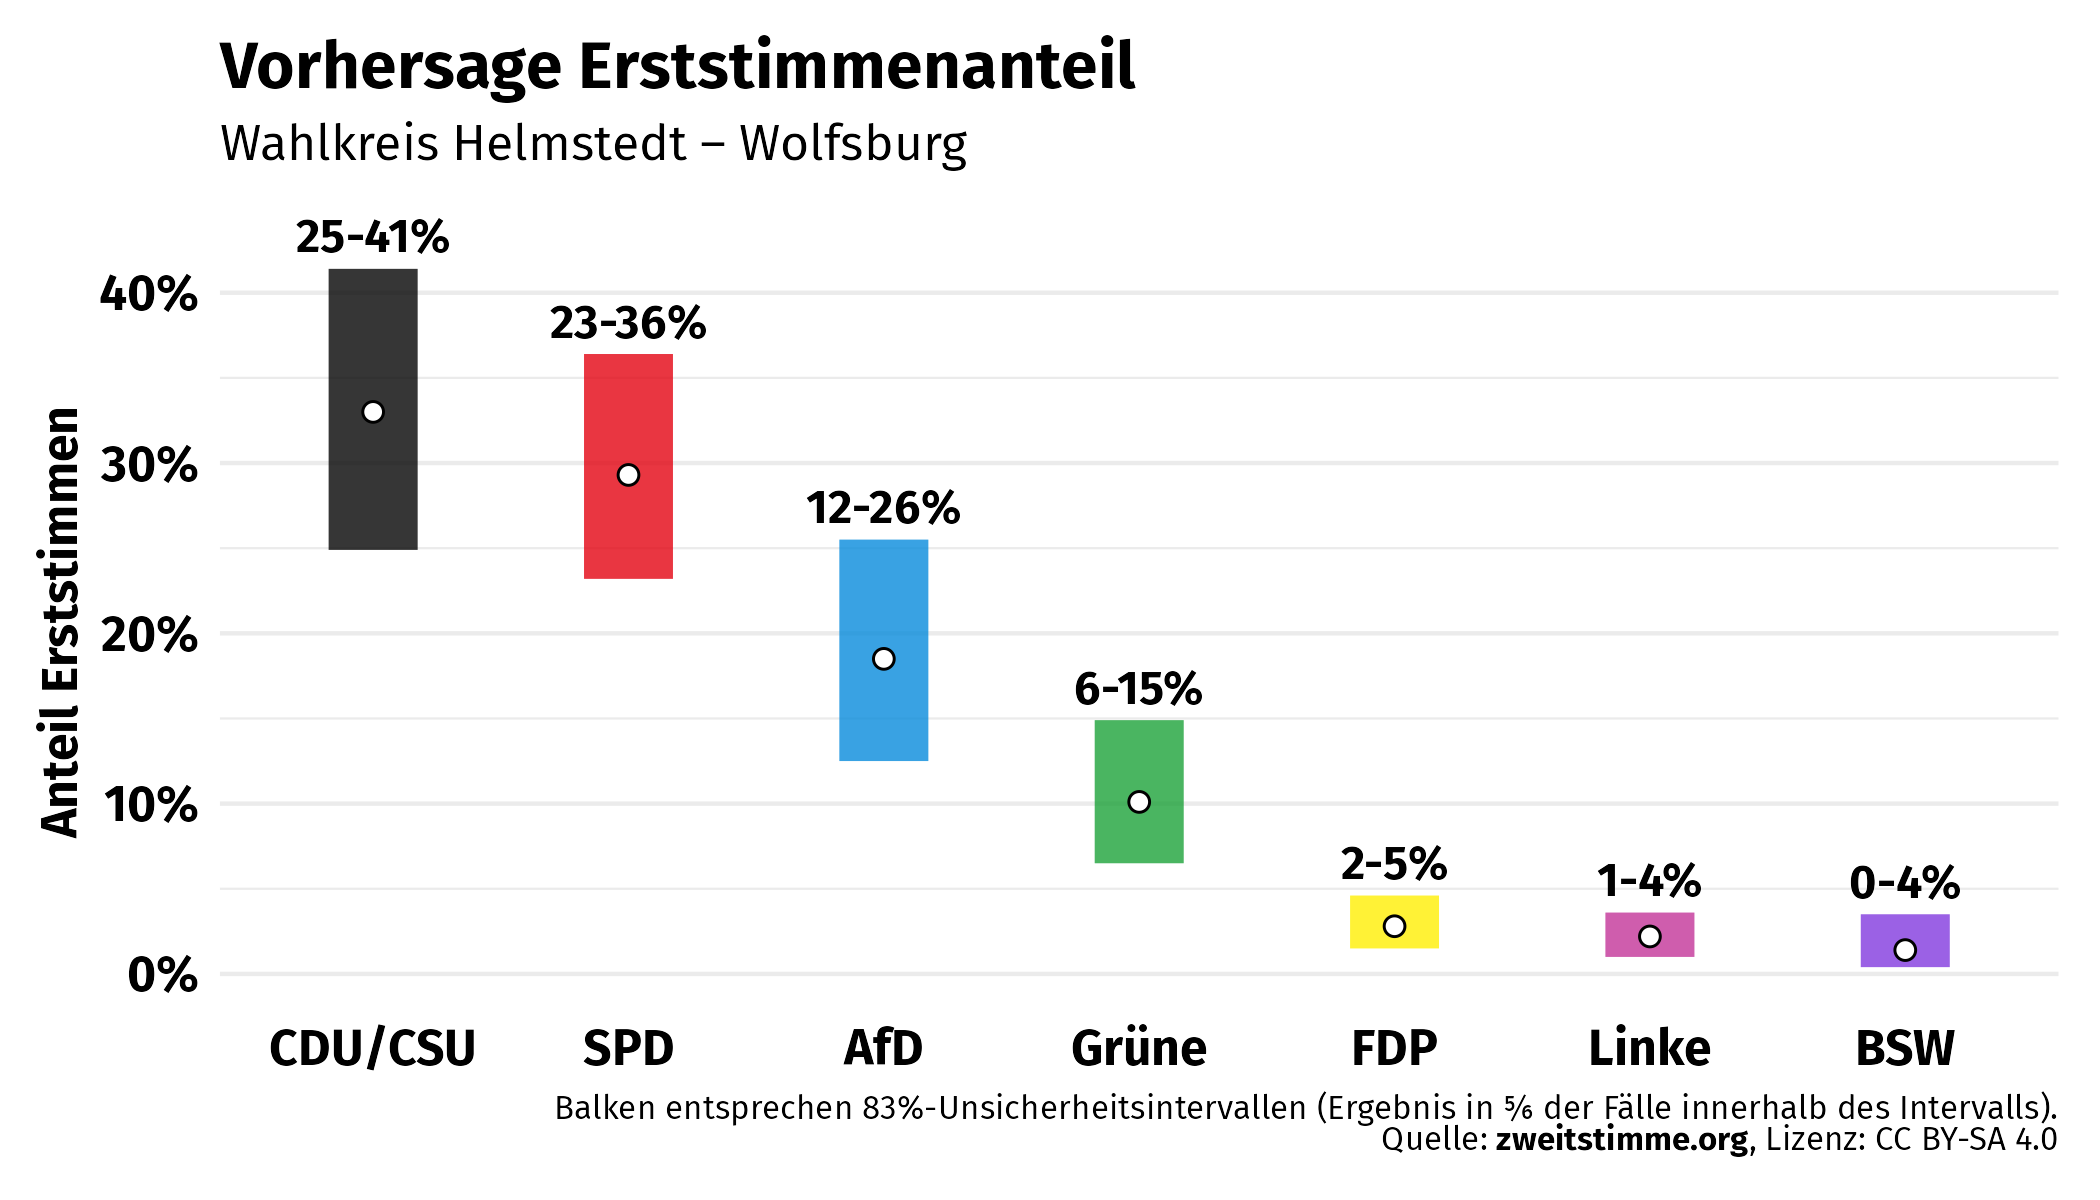 Vorhersage Erststimmenanteil
Wahlkreis Helmstedt – Wolfsburg
Anteil Erststimmen
40%
30%
20%
10%
0%
25-41%
23-36%
12-26%
6-15%
2-5%
1-4%
0-4%
CDU/CSU
SPD
AfD
Grüne
FDP
Linke
BSW
Balken entsprechen 83%-Unsicherheitsintervallen (Ergebnis in ⅚ der Fälle innerhalb des Intervalls).
Quelle: zweitstimme.org, Lizenz: CC BY-SA 4.0